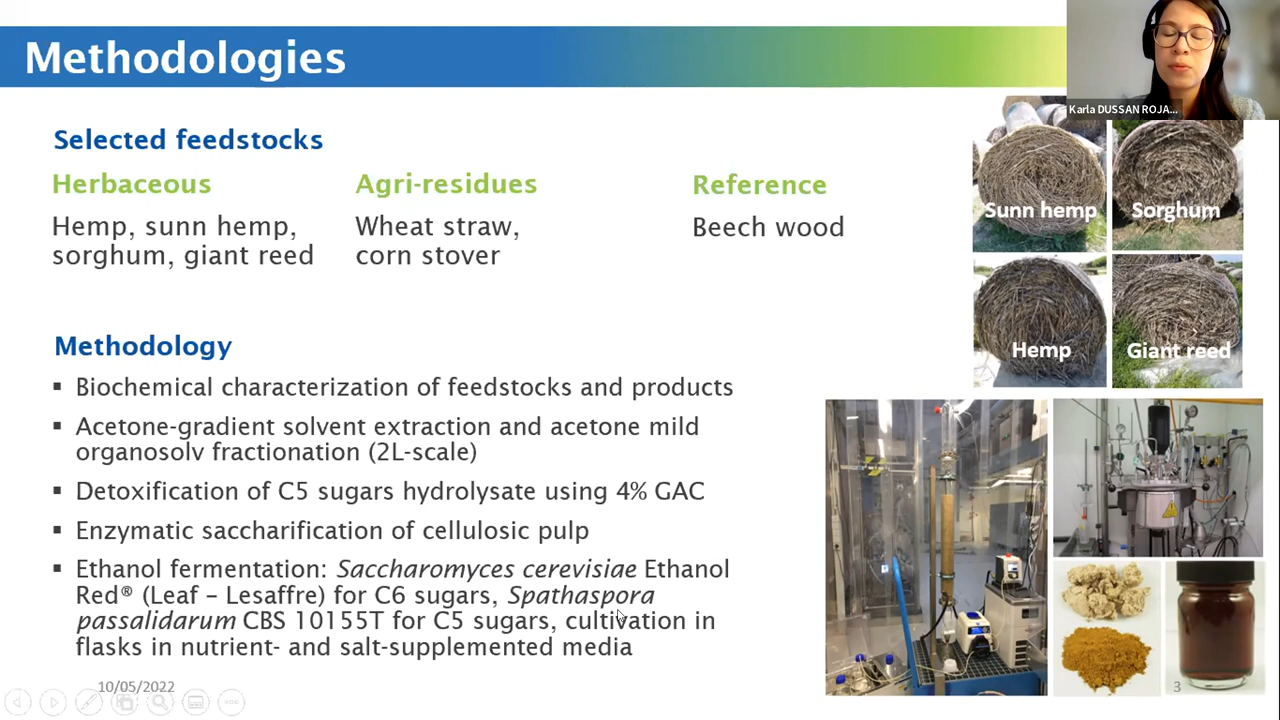 Methodologies
Karla DUSSAN ROJA...
Selected feedstocks
Herbaceous
Hemp, sunn hemp,
sorghum, giant reed
Agri-residues
Wheat straw,
corn stover
Reference
Beech wood
Sunn hemp
Sorghum
Hemp
Giant reed
Methodology
▪ Biochemical characterization of feedstocks and products
▪ Acetone-gradient solvent extraction and acetone mild
organosolv fractionation (2L-scale)
▪ Detoxification of C5 sugars hydrolysate using 4% GAC
▪ Enzymatic saccharification of cellulosic pulp
▪ Ethanol fermentation: Saccharomyces cerevisiae Ethanol
Red® (Leaf – Lesaffre) for C6 sugars, Spathaspora
passalidarum CBS 10155T for C5 sugars, cultivation in
flasks in nutrient- and salt-supplemented media
10/05/2022
3